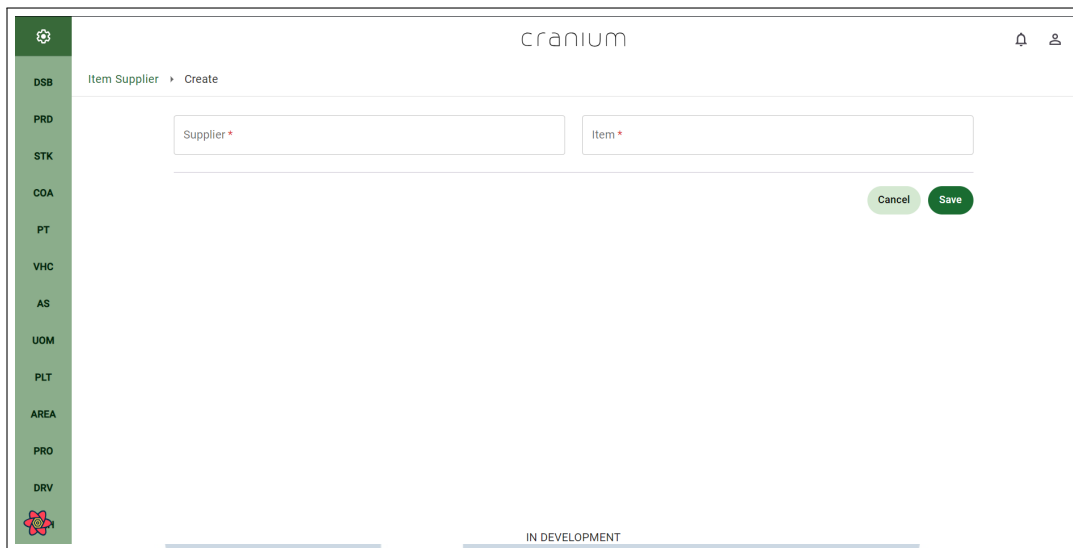 cranium
Item Supplier ▸ Create
DSB
PRD
STK
COA
PT
VHC
AS
UOM
PLT
AREA
PRO
DRV
Supplier *
Item *
Cancel
Save
IN DEVELOPMENT